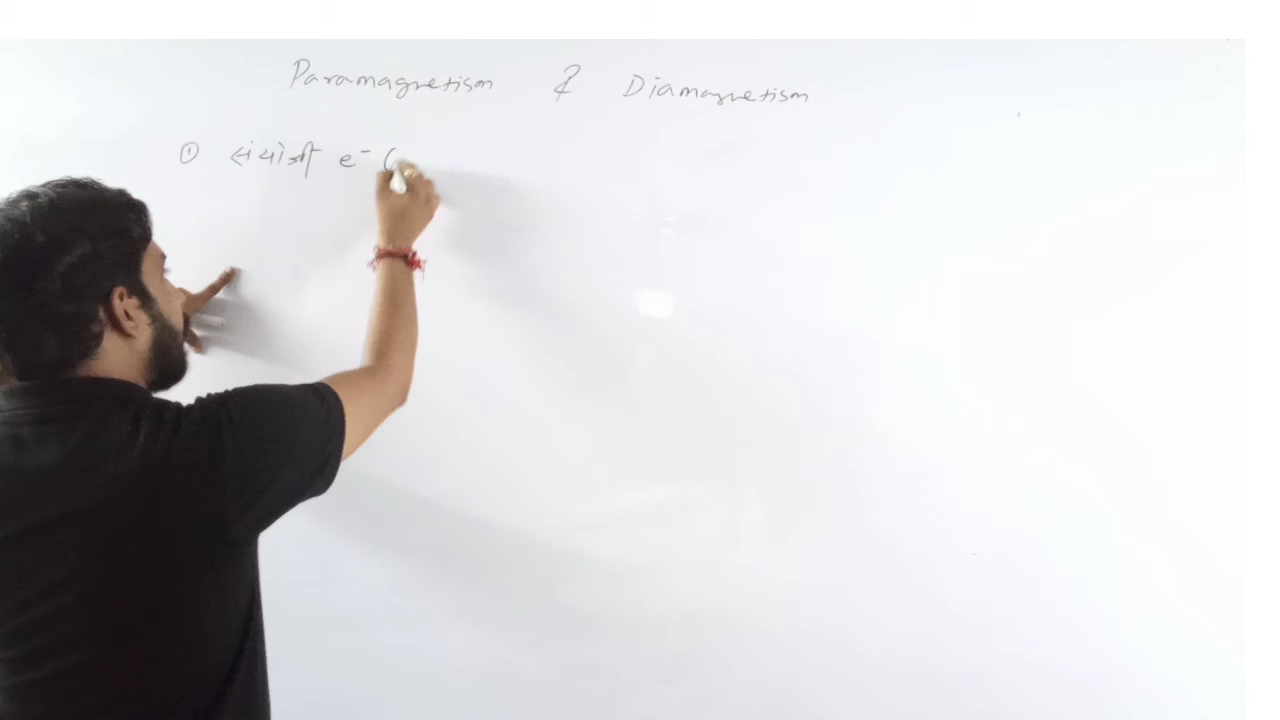 Paramagnetism & Diamagnetism
① संयोजी e⁻ (